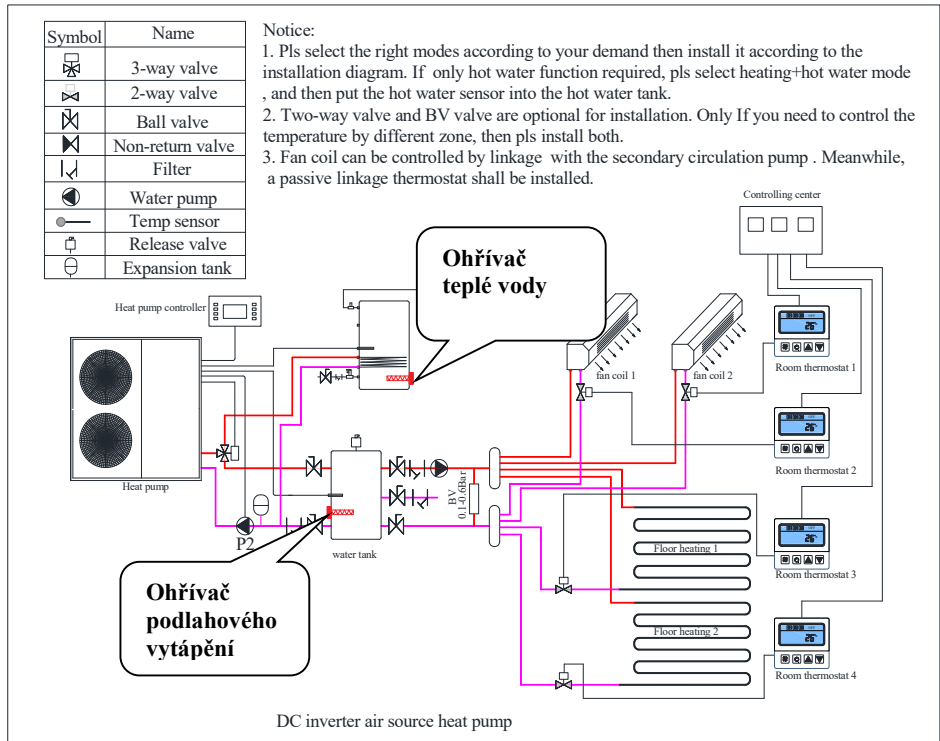 Symbol Name
3-way valve
2-way valve
Ball valve
Non-return valve
Filter
Water pump
Temp sensor
Release valve
Expansion tank
Notice:
1. Pls select the right modes according to your demand then install it according to the
installation diagram. If only hot water function required, pls select heating+hot water mode
, and then put the hot water sensor into the hot water tank.
2. Two-way valve and BV valve are optional for installation. Only If you need to control the
temperature by different zone, then pls install both.
3. Fan coil can be controlled by linkage with the secondary circulation pump . Meanwhile,
a passive linkage thermostat shall be installed.
Controlling center
Ohřívač
teplé vody
Heat pump controller
fan coil 1
fan coil 2
Room thermostat 1
Room thermostat 2
Heat pump
BV
0.1-0.6Bar
P2
water tank
Floor heating 1
Room thermostat 3
Ohřívač
podlahového
vytápění
Floor heating 2
Room thermostat 4
DC inverter air source heat pump